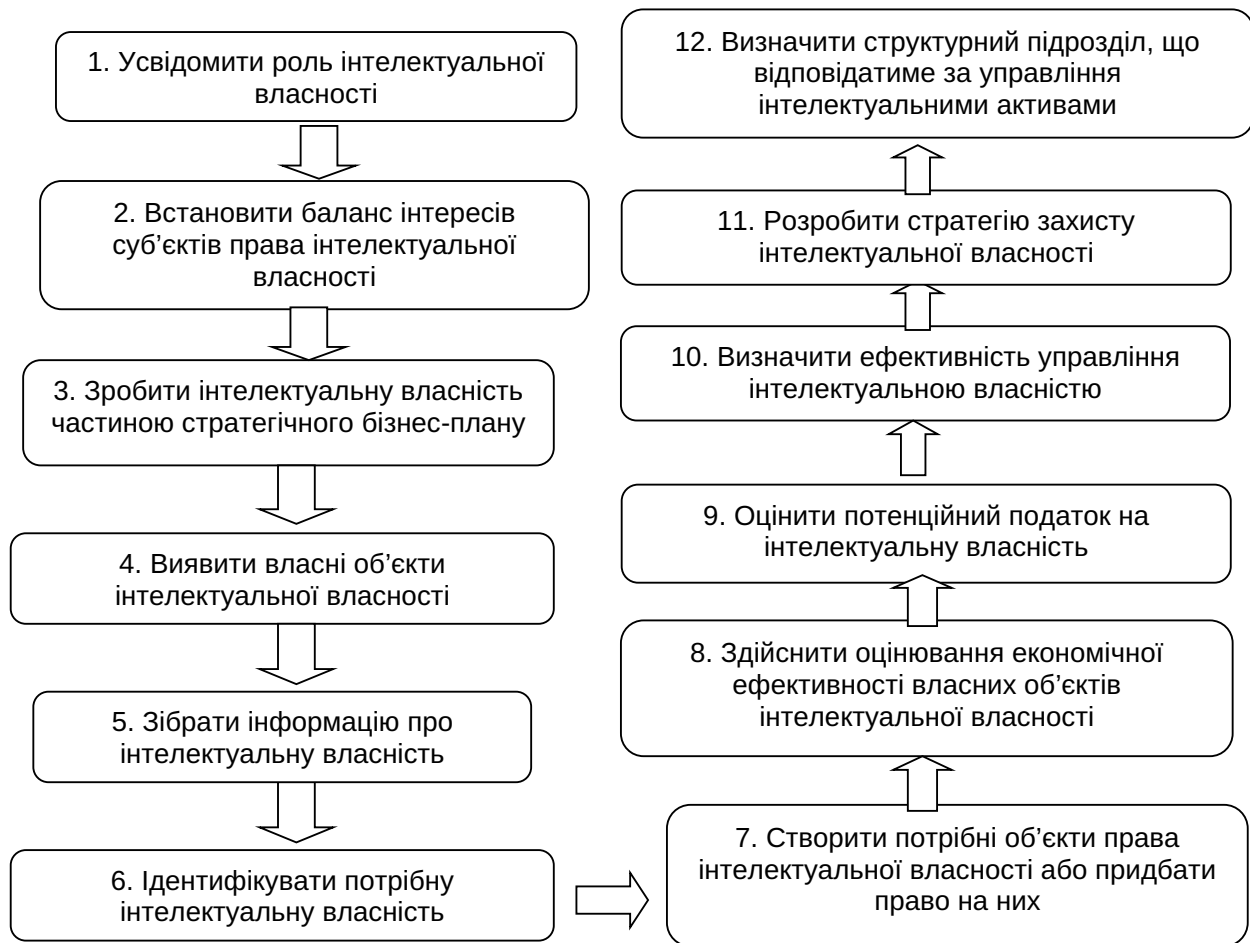 1. Усвідомити роль інтелектуальної
власності
2. Встановити баланс інтересів
суб’єктів права інтелектуальної
власності
3. Зробити інтелектуальну власність
частиною стратегічного бізнес-плану
4. Виявити власні об’єкти
інтелектуальної власності
5. Зібрати інформацію про
інтелектуальну власність
6. Ідентифікувати потрібну
інтелектуальну власність
7. Створити потрібні об’єкти права
інтелектуальної власності або придбати
право на них
8. Здійснити оцінювання економічної
ефективності власних об’єктів
інтелектуальної власності
9. Оцінити потенційний податок на
інтелектуальну власність
10. Визначити ефективність управління
інтелектуальною власністю
11. Розробити стратегію захисту
інтелектуальної власності
12. Визначити структурний підрозділ, що
відповідатиме за управління
інтелектуальними активами